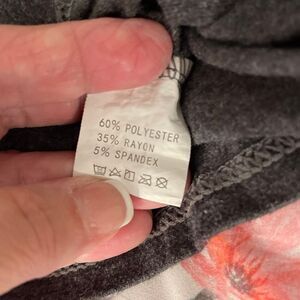 60% POLYESTER
35% RAYON
5% SPANDEX